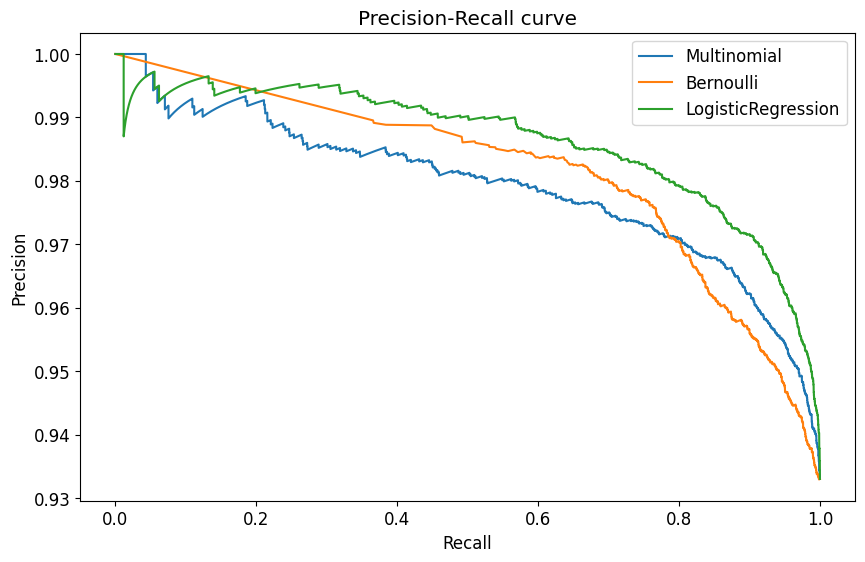 Precision-Recall curve
Multinomial
Bernoulli
LogisticRegression
Precision
1.00
0.99
0.98
0.97
0.96
0.95
0.94
0.93
0.0 0.2 0.4 0.6 0.8 1.0
Recall